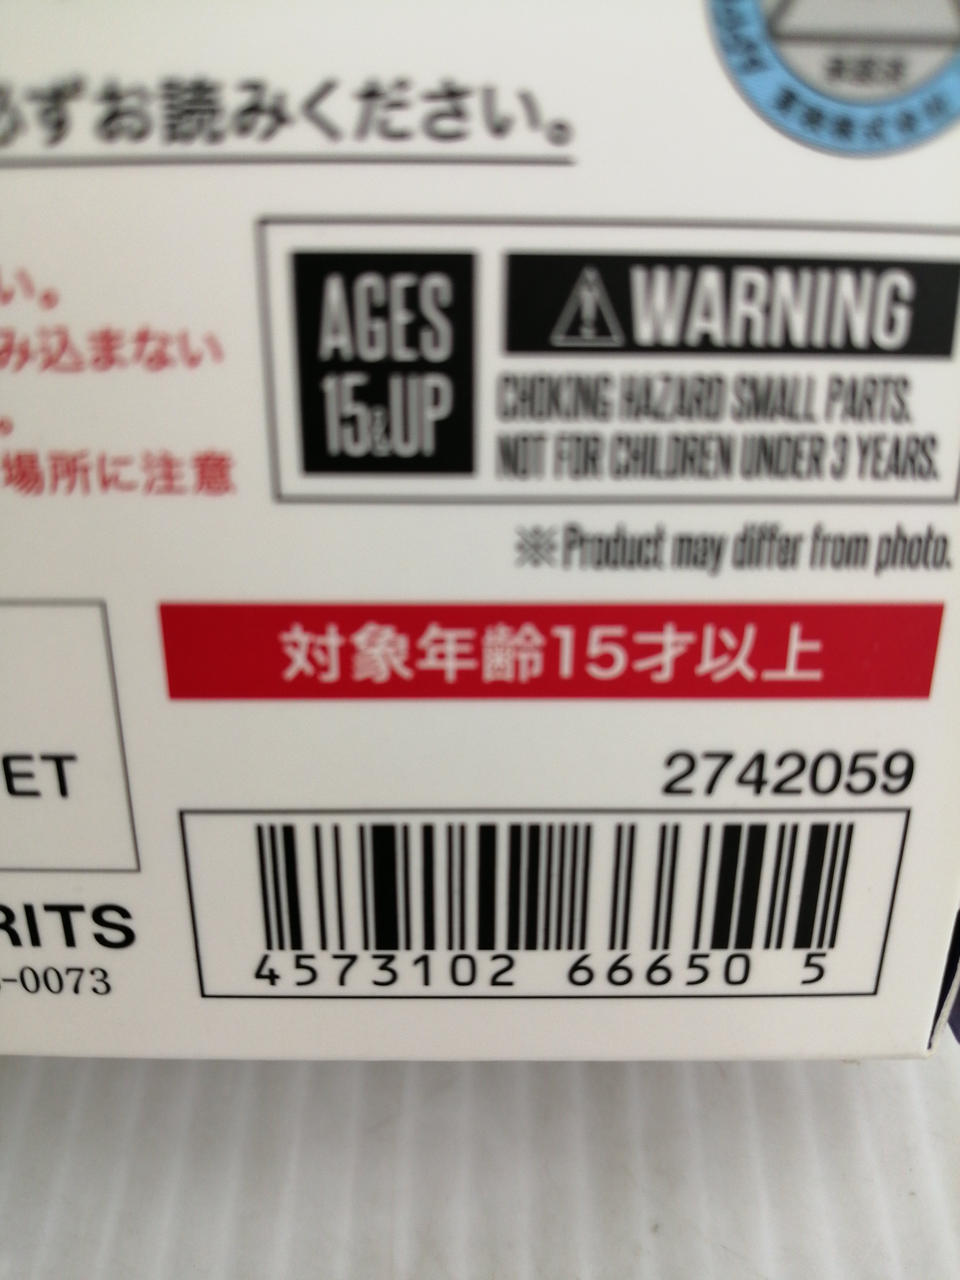 必ずお読みください。
い。
み込まない
。
場所に注意
AGES
15&UP
WARNING
CHOKING HAZARD SMALL PARTS.
NOT FOR CHILDREN UNDER 3 YEARS.
※Product may differ from photo.
対象年齢15才以上
ET
2742059
RITS
-0073
4573102 66650 5